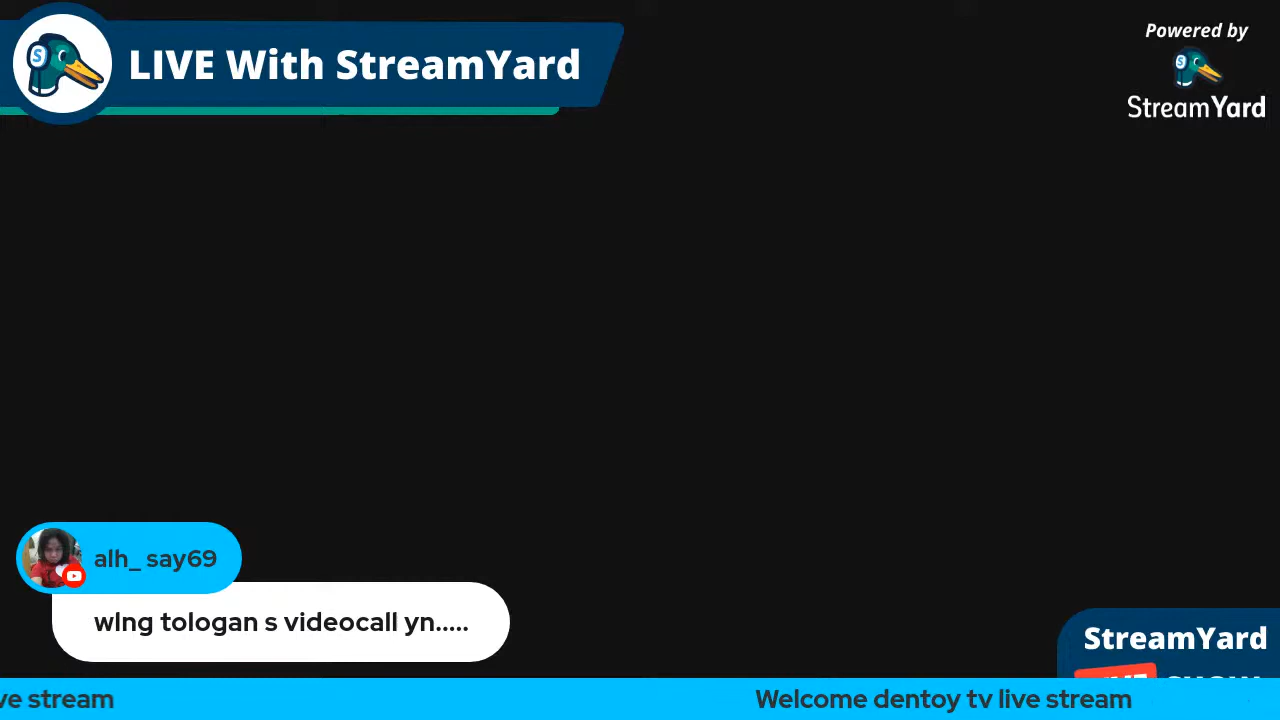 LIVE With StreamYard
Powered by
StreamYard
alh_ say69
wlng tologan s videocall yn.....
StreamYard
ve stream
Welcome dentoy tv live stream